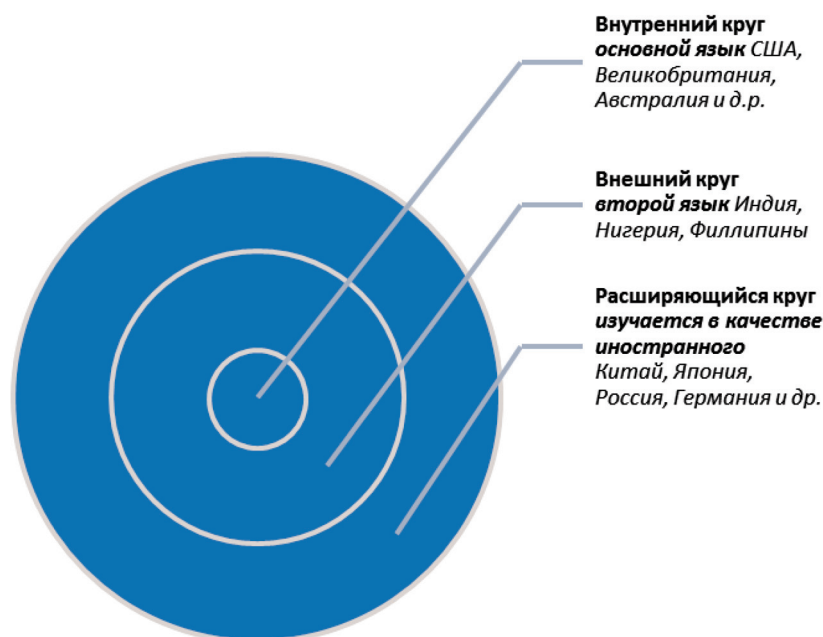 Внутренний круг
основной язык США,
Великобритания,
Австралия и д.р.
Внешний круг
второй язык Индия,
Нигерия, Филлипины
Расширяющийся круг
изучается в качестве
иностранного
Китай, Япония,
Россия, Германия и др.